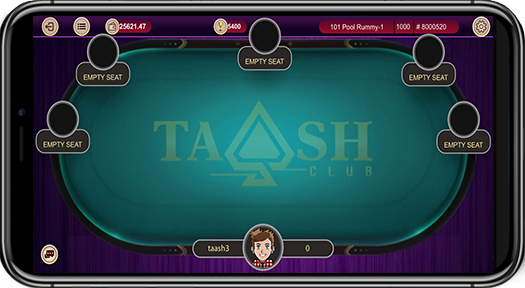 25621.47
5400
101 Pool Rummy-1
1000
# 8000520
EMPTY SEAT
EMPTY SEAT
EMPTY SEAT
EMPTY SEAT
EMPTY SEAT
TAASH
CLUB
taash3
0